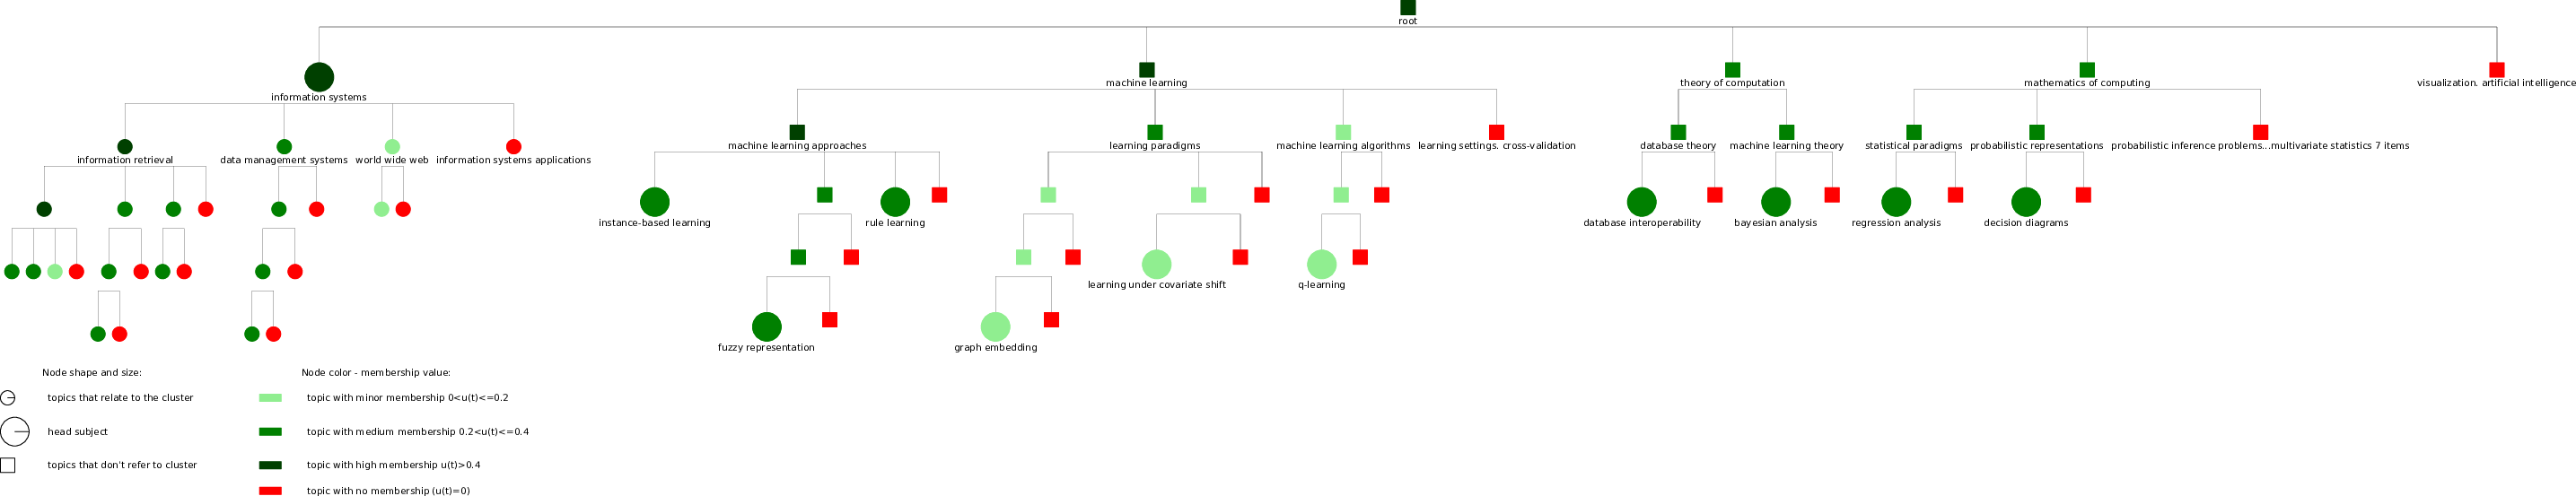 root
information systems
machine learning
theory of computation
mathematics of computing
visualization. artificial intelligence
information retrieval
data management systems
world wide web
information systems applications
machine learning approaches
learning paradigms
machine learning algorithms
learning settings. cross-validation
database theory
machine learning theory
statistical paradigms
probabilistic representations
probabilistic inference problems...multivariate statistics 7 items
instance-based learning
rule learning
database interoperability
bayesian analysis
regression analysis
decision diagrams
learning under covariate shift
q-learning
fuzzy representation
graph embedding
Node shape and size:
Node color - membership value:
topics that relate to the cluster
topic with minor membership 0<u(t)<=0.2
head subject
topic with medium membership 0.2<u(t)<=0.4
topics that don't refer to cluster
topic with high membership u(t)>0.4
topic with no membership (u(t)=0)